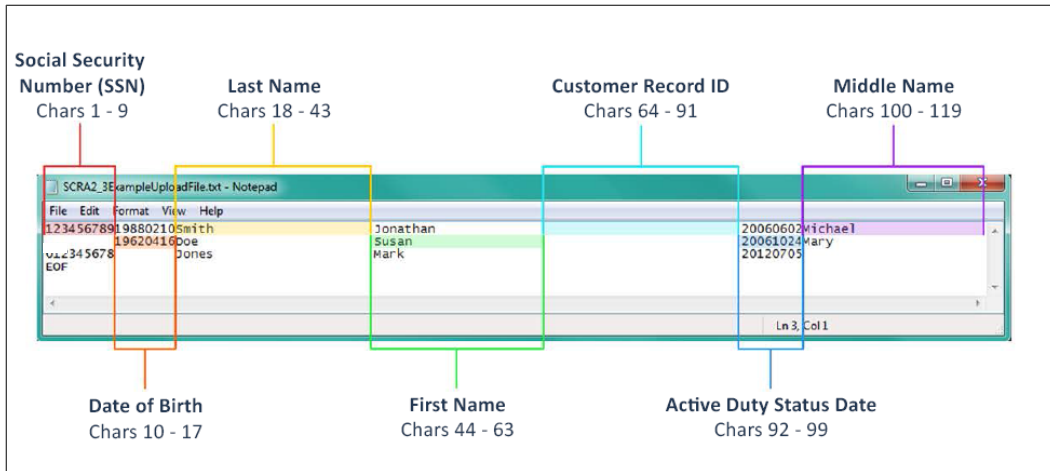 Social Security
Number (SSN)
Chars 1 - 9
Last Name
Chars 18 - 43
Customer Record ID
Chars 64 - 91
Middle Name
Chars 100 - 119
SCRA2_3ExampleUploadFile.txt - Notepad
File Edit Format View Help
12345678919880210Smith Jonathan 20060602Michael
19620416Doe Susan 20061024Mary
012345678 Jones Mark 20120705
EOF
Ln 3, Col 1
Date of Birth
Chars 10 - 17
First Name
Chars 44 - 63
Active Duty Status Date
Chars 92 - 99